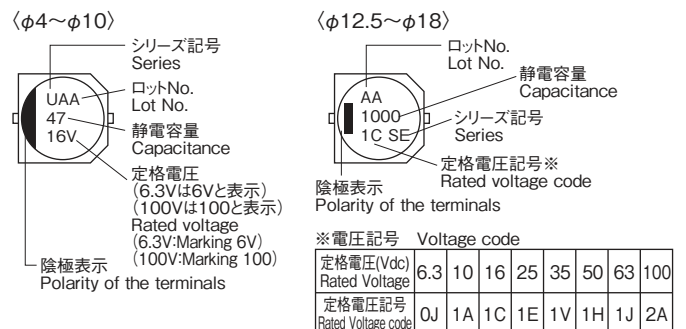 〈φ4～φ10〉
シリーズ記号
Series
ロットNo.
Lot No.
静電容量
Capacitance
定格電圧
(6.3Vは6Vと表示)
(100Vは100と表示)
Rated voltage
(6.3V:Marking 6V)
(100V:Marking 100)
陰極表示
Polarity of the terminals
UAA
47
16V
〈φ12.5～φ18〉
ロットNo.
Lot No.
静電容量
Capacitance
シリーズ記号
Series
定格電圧記号※
Rated voltage code
陰極表示
Polarity of the terminals
AA
1000
1C SE
※電圧記号 Voltage code
定格電圧(Vdc) 6.3 10 16 25 35 50 63 100
Rated Voltage
定格電圧記号 0J 1A 1C 1E 1V 1H 1J 2A
Rated Voltage code